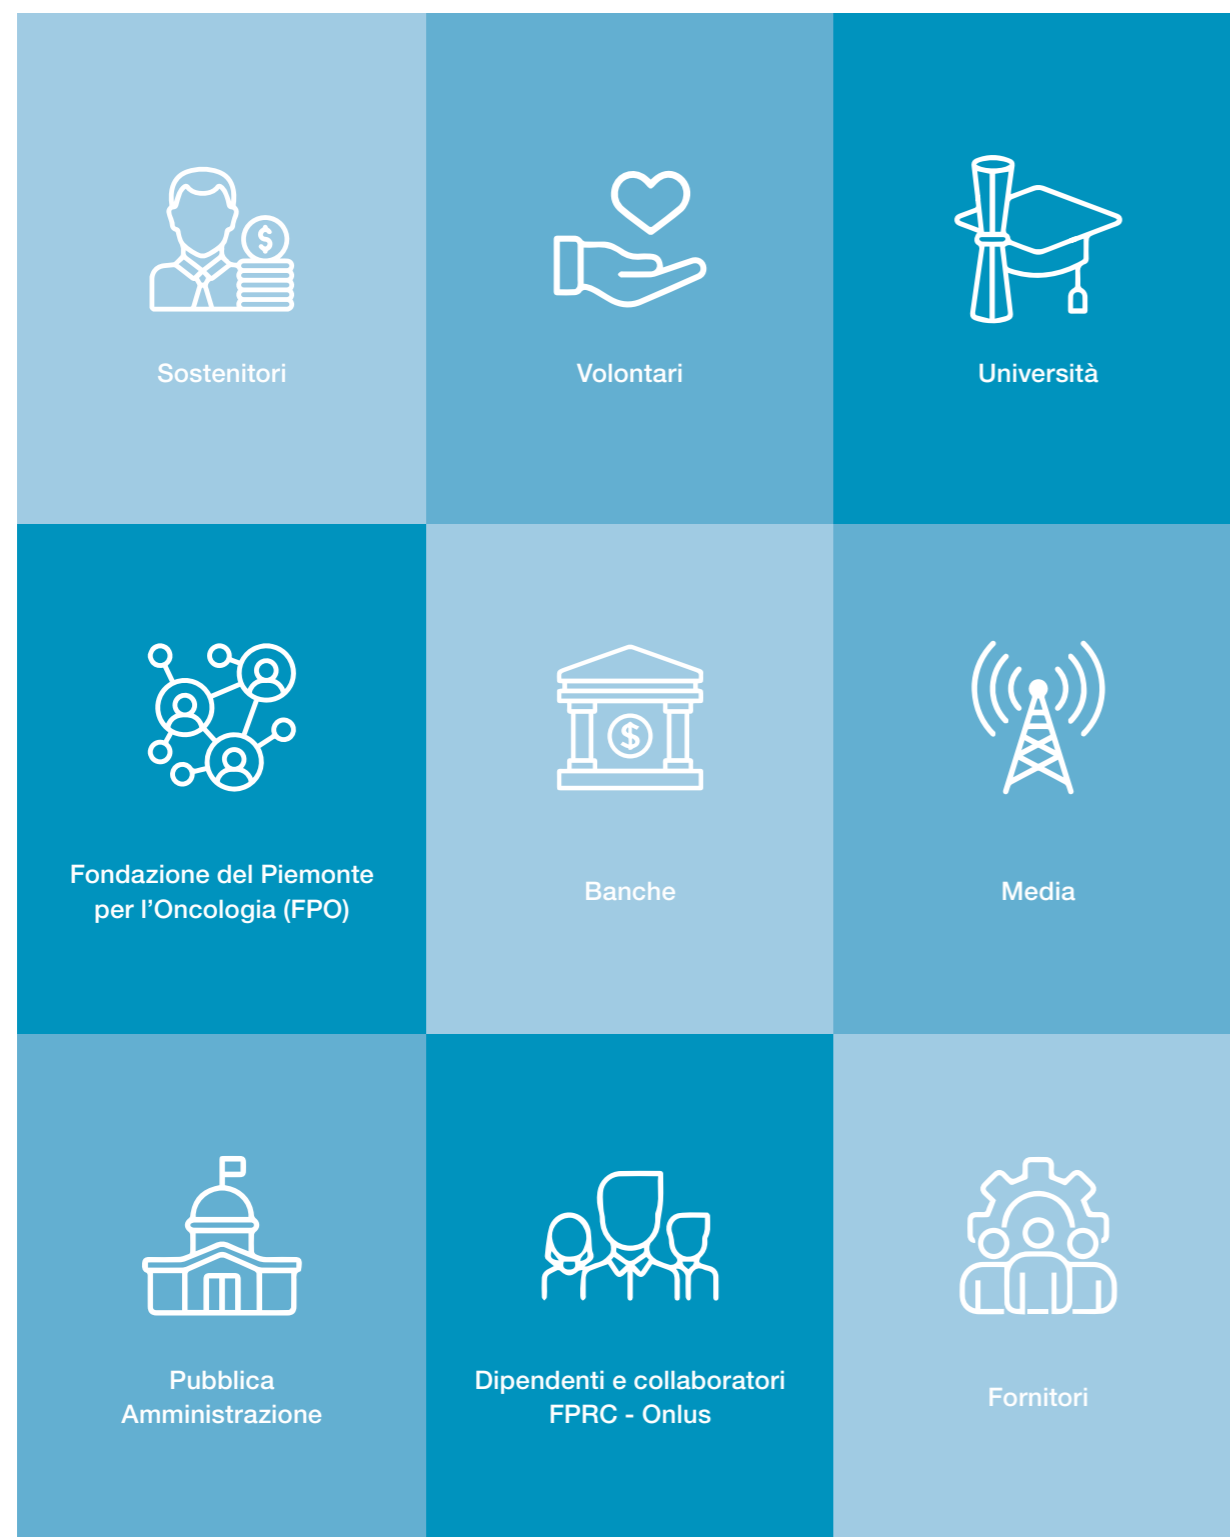 Sostenitori
Volontari
Università
Fondazione del Piemonte
per l’Oncologia (FPO)
Banche
Media
Pubblica
Amministrazione
Dipendenti e collaboratori
FPRC - Onlus
Fornitori